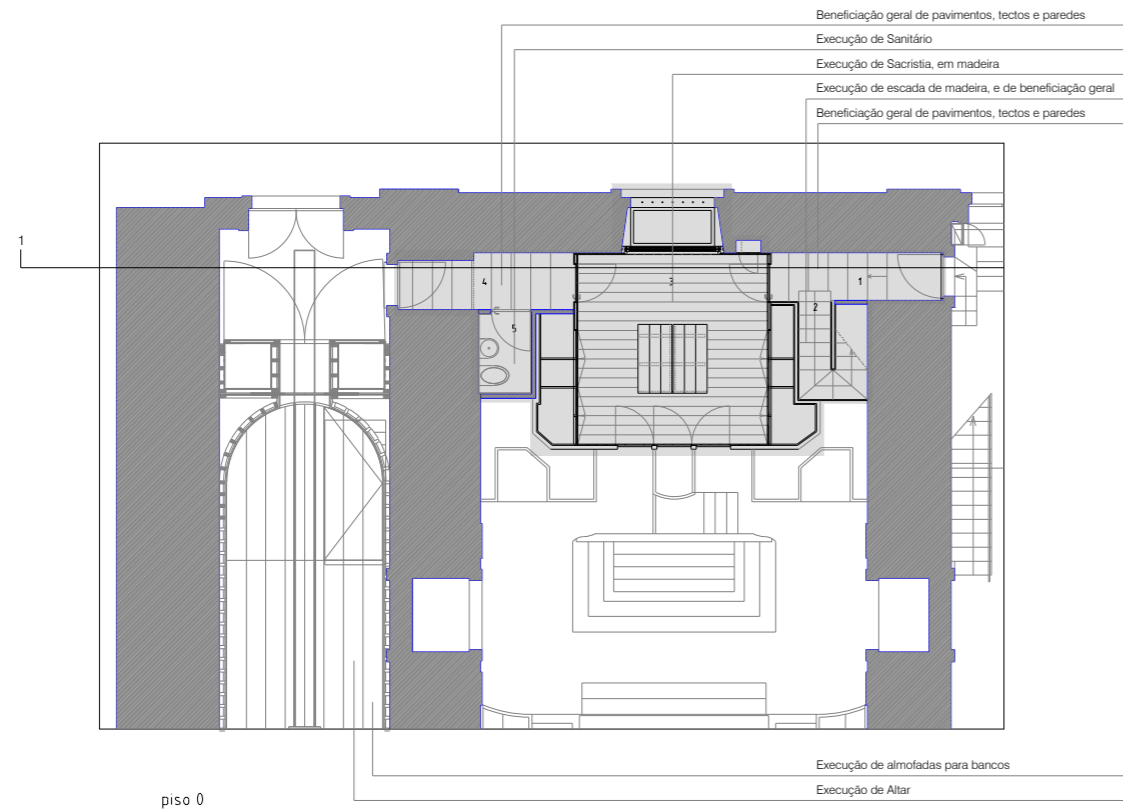 Beneficiação geral de pavimentos, tectos e paredes
Execução de Sanitário
Execução de Sacristia, em madeira
Execução de escada de madeira, e de beneficiação geral
Beneficiação geral de pavimentos, tectos e paredes
1
4
3
1
2
5
Execução de almofadas para bancos
Execução de Altar
piso 0